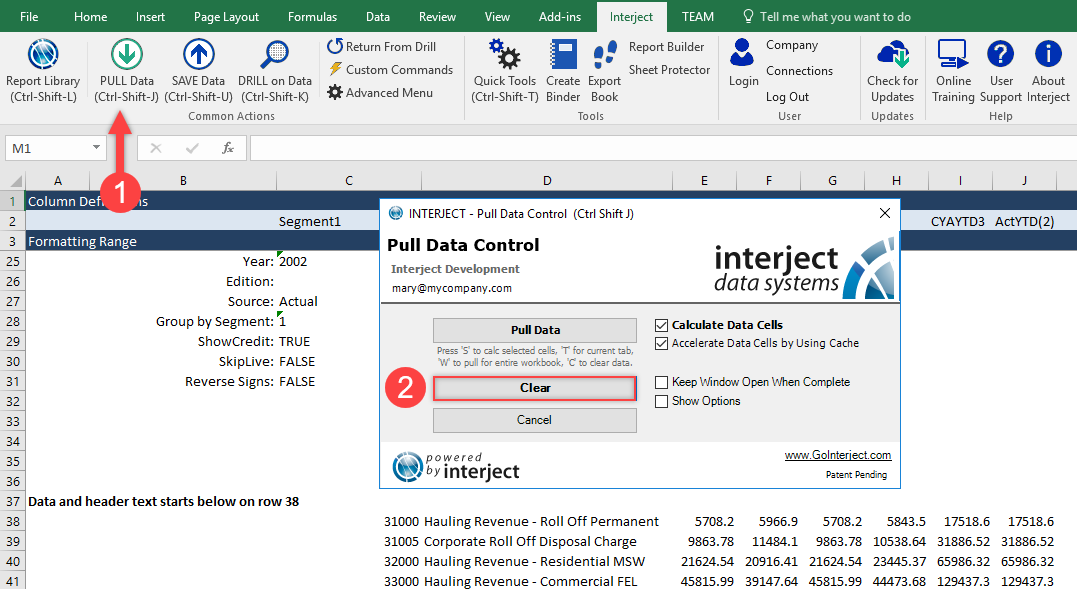 File Home Insert Page Layout Formulas Data Review View Add-ins Interject TEAM Tell me what you want to do
Report Library
(Ctrl-Shift-L)
PULL Data
(Ctrl-Shift-J)
SAVE Data
(Ctrl-Shift-U)
DRILL on Data
(Ctrl-Shift-K)
Return From Drill
Custom Commands
Advanced Menu
Common Actions
Quick Tools
(Ctrl-Shift-T)
Create
Binder
Export
Book
Report Builder
Sheet Protector
Tools
Login
Company
Connections
Log Out
User
Check for
Updates
Updates
Online
Training
User
Support
About
Interject
Help
M1 fx
1
A B C D E F G H I J
1 Column Def ns
2 Segment1 CYAYTD3 ActYTD(2)
3 Formatting Range
25 Year: 2002
26 Edition:
27 Source: Actual
28 Group by Segment: 1
29 ShowCredit: TRUE
30 SkipLive: FALSE
31 Reverse Signs: FALSE
32
33
34
35
36
37 Data and header text starts below on row 38
38 31000 Hauling Revenue - Roll Off Permanent 5708.2 5966.9 5708.2 5843.5 17518.6 17518.6
39 31005 Corporate Roll Off Disposal Charge 9863.78 11484.1 9863.78 10538.64 31886.52 31886.52
40 32000 Hauling Revenue - Residential MSW 21624.54 20916.41 21624.54 23445.37 65986.32 65986.32
41 33000 Hauling Revenue - Commercial FEL 45815.99 39147.64 45815.99 44473.68 129437.3 129437.3
INTERJECT - Pull Data Control (Ctrl Shift J)
Pull Data Control
Interject Development
mary@mycompany.com
interject
data systems
Pull Data
Press 'S' to calc selected cells, 'T' for current tab,
'W' to pull for entire workbook, 'C' to clear data.
2
Clear
Cancel
Calculate Data Cells
Accelerate Data Cells by Using Cache
Keep Window Open When Complete
Show Options
powered
by interject
www.GoInterject.com
Patent Pending